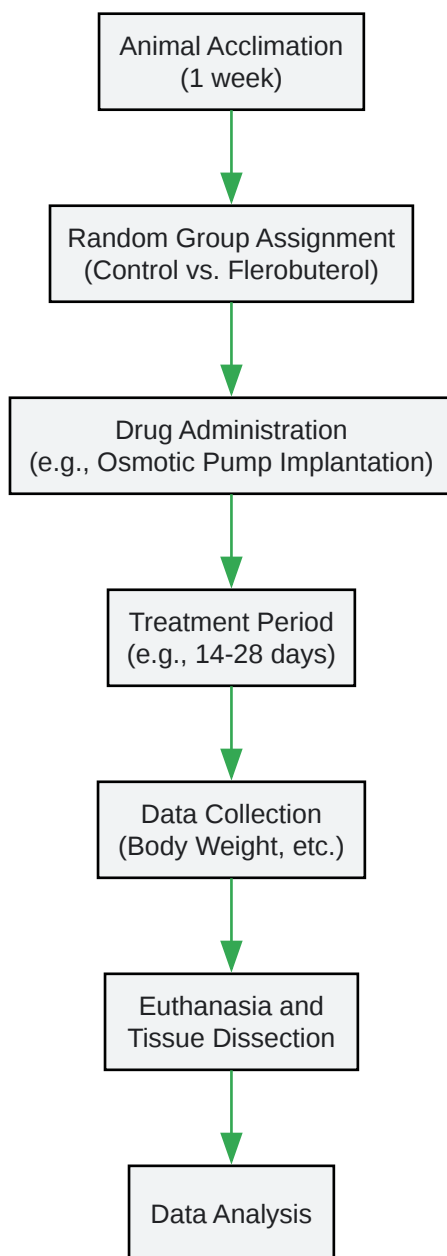 Animal Acclimation
(1 week)
Random Group Assignment
(Control vs. Flerobuterol)
Drug Administration
(e.g., Osmotic Pump Implantation)
Treatment Period
(e.g., 14-28 days)
Data Collection
(Body Weight, etc.)
Euthanasia and
Tissue Dissection
Data Analysis